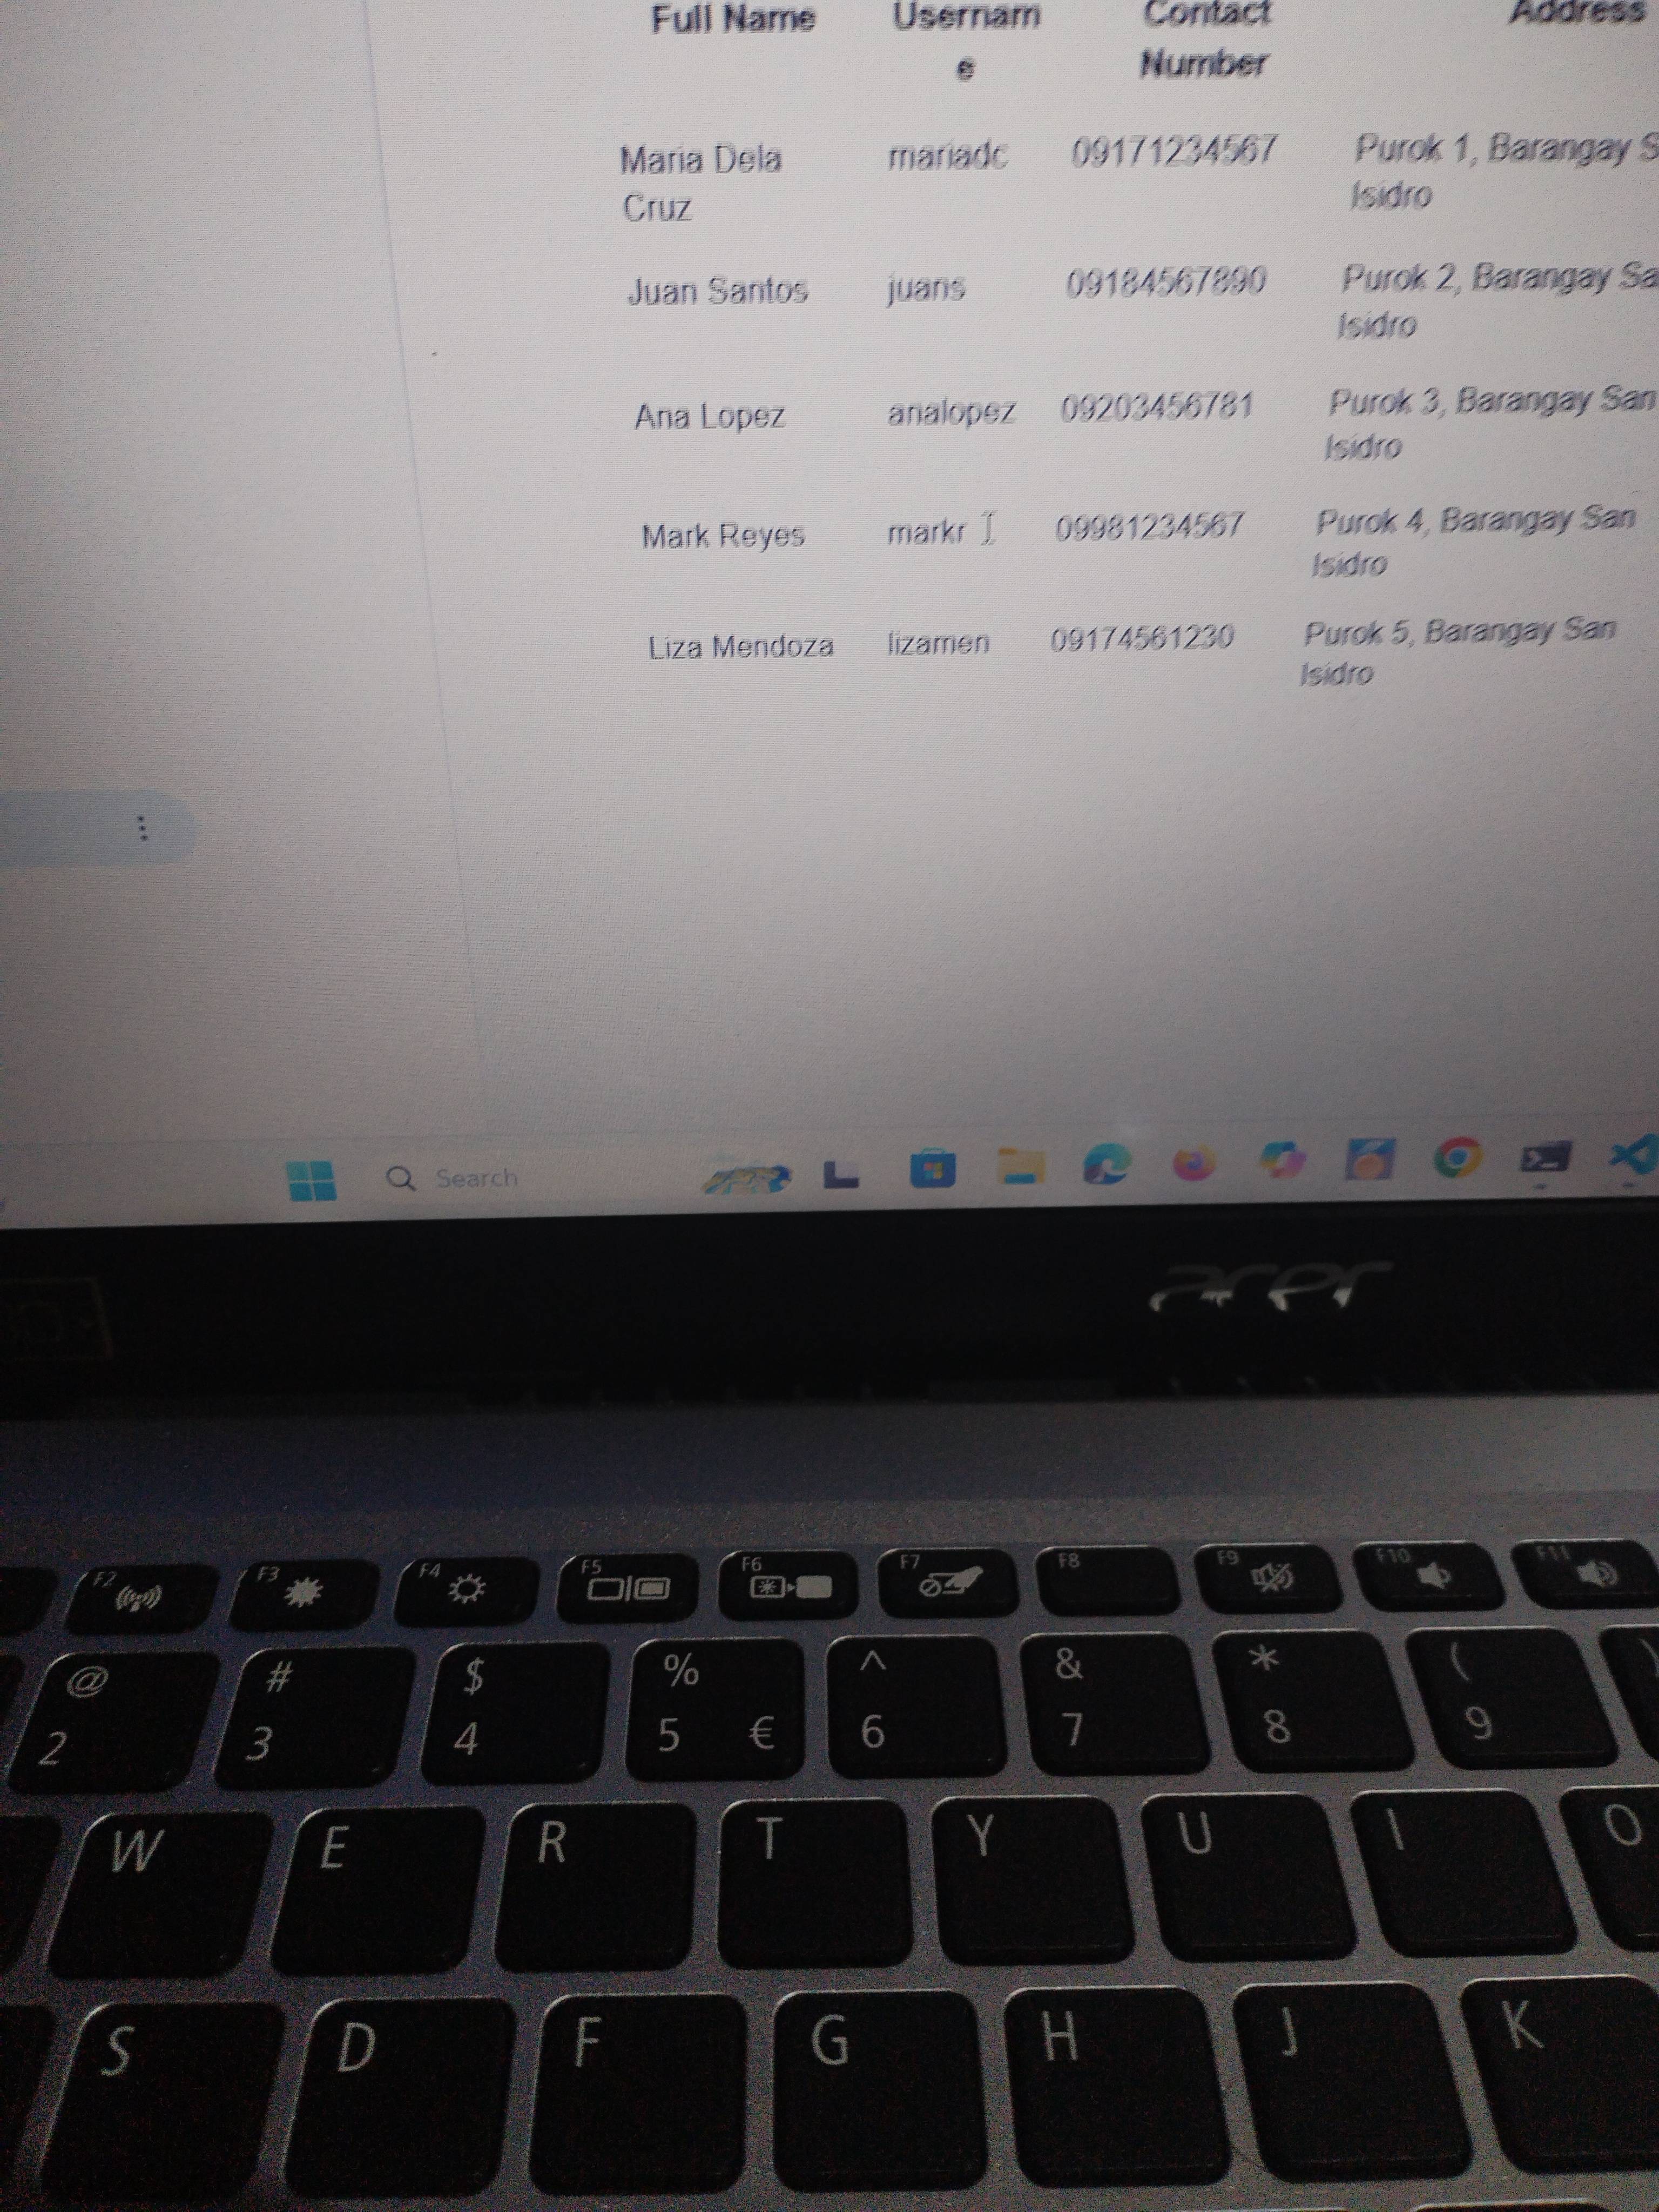 Full Name Usernam Contact Address
e Number
Maria Dela mariadc 09171234567 Purok 1, Barangay S
Cruz Isidro
Juan Santos juans 09184567890 Purok 2, Barangay Sa
Isidro
Ana Lopez analopez 09203456781 Purok 3, Barangay San
Isidro
Mark Reyes markr 09981234567 Purok 4, Barangay San
Isidro
Liza Mendoza lizamen 09174561230 Purok 5, Barangay San
Isidro
Search
acer
F2 F3 F4 F5 F6 F7 F8 F9 F10 F11
@ # $ % ^ & * ( )
2 3 4 5 € 6 7 8 9
W E R T Y U I O
S D F G H J K